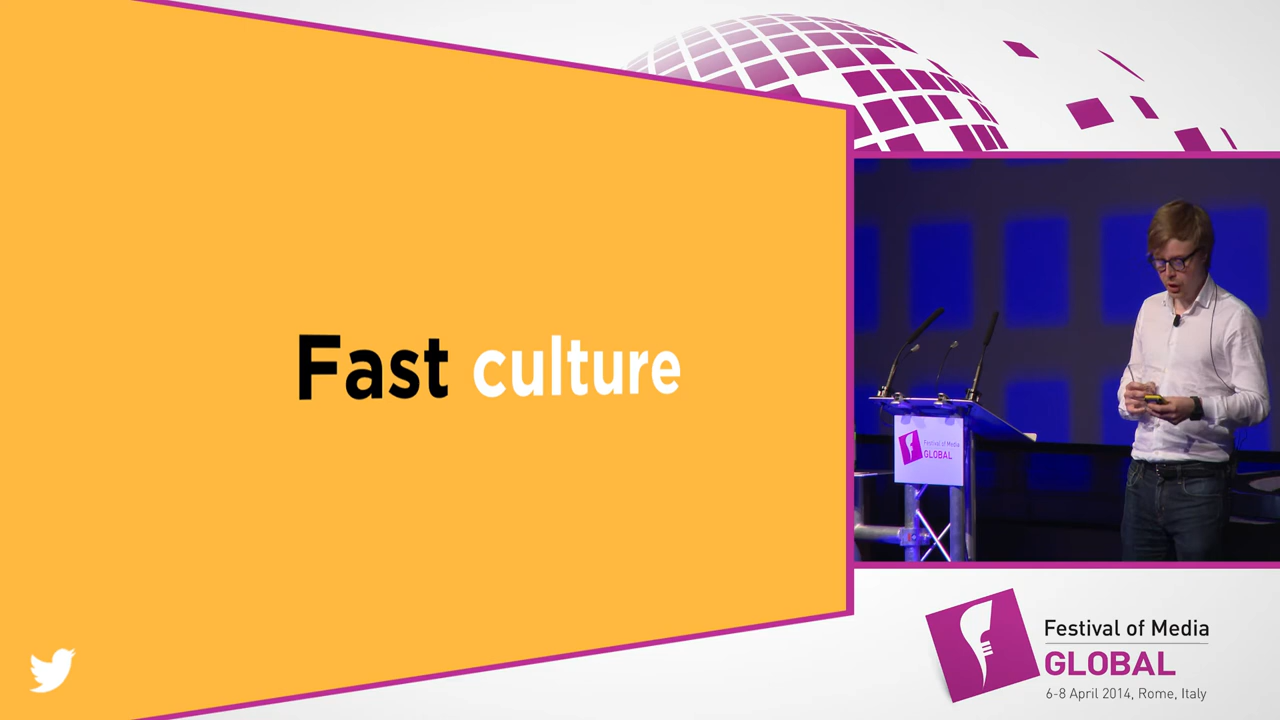 Fast culture
Festival of Media
GLOBAL
Festival of Media
GLOBAL
6-8 April 2014, Rome, Italy